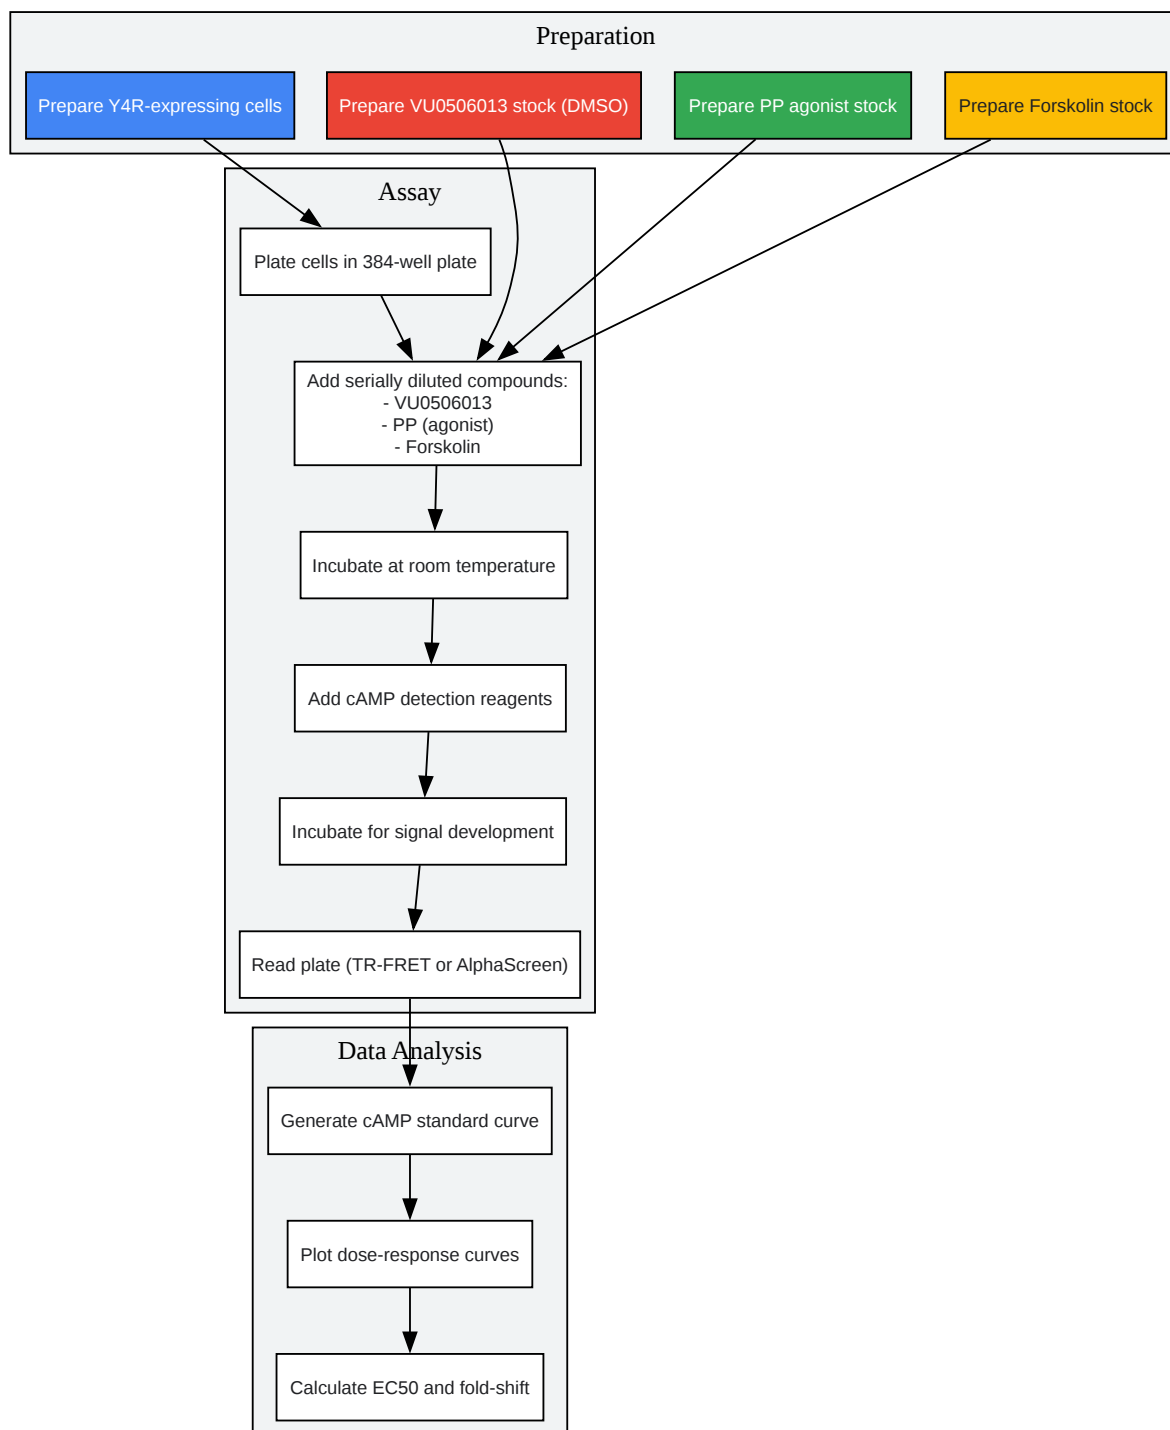 Preparation
Prepare Y4R-expressing cells
Prepare VU0506013 stock (DMSO)
Prepare PP agonist stock
Prepare Forskolin stock
Assay
Plate cells in 384-well plate
Add serially diluted compounds:
- VU0506013
- PP (agonist)
- Forskolin
Incubate at room temperature
Add cAMP detection reagents
Incubate for signal development
Read plate (TR-FRET or AlphaScreen)
Data Analysis
Generate cAMP standard curve
Plot dose-response curves
Calculate EC50 and fold-shift